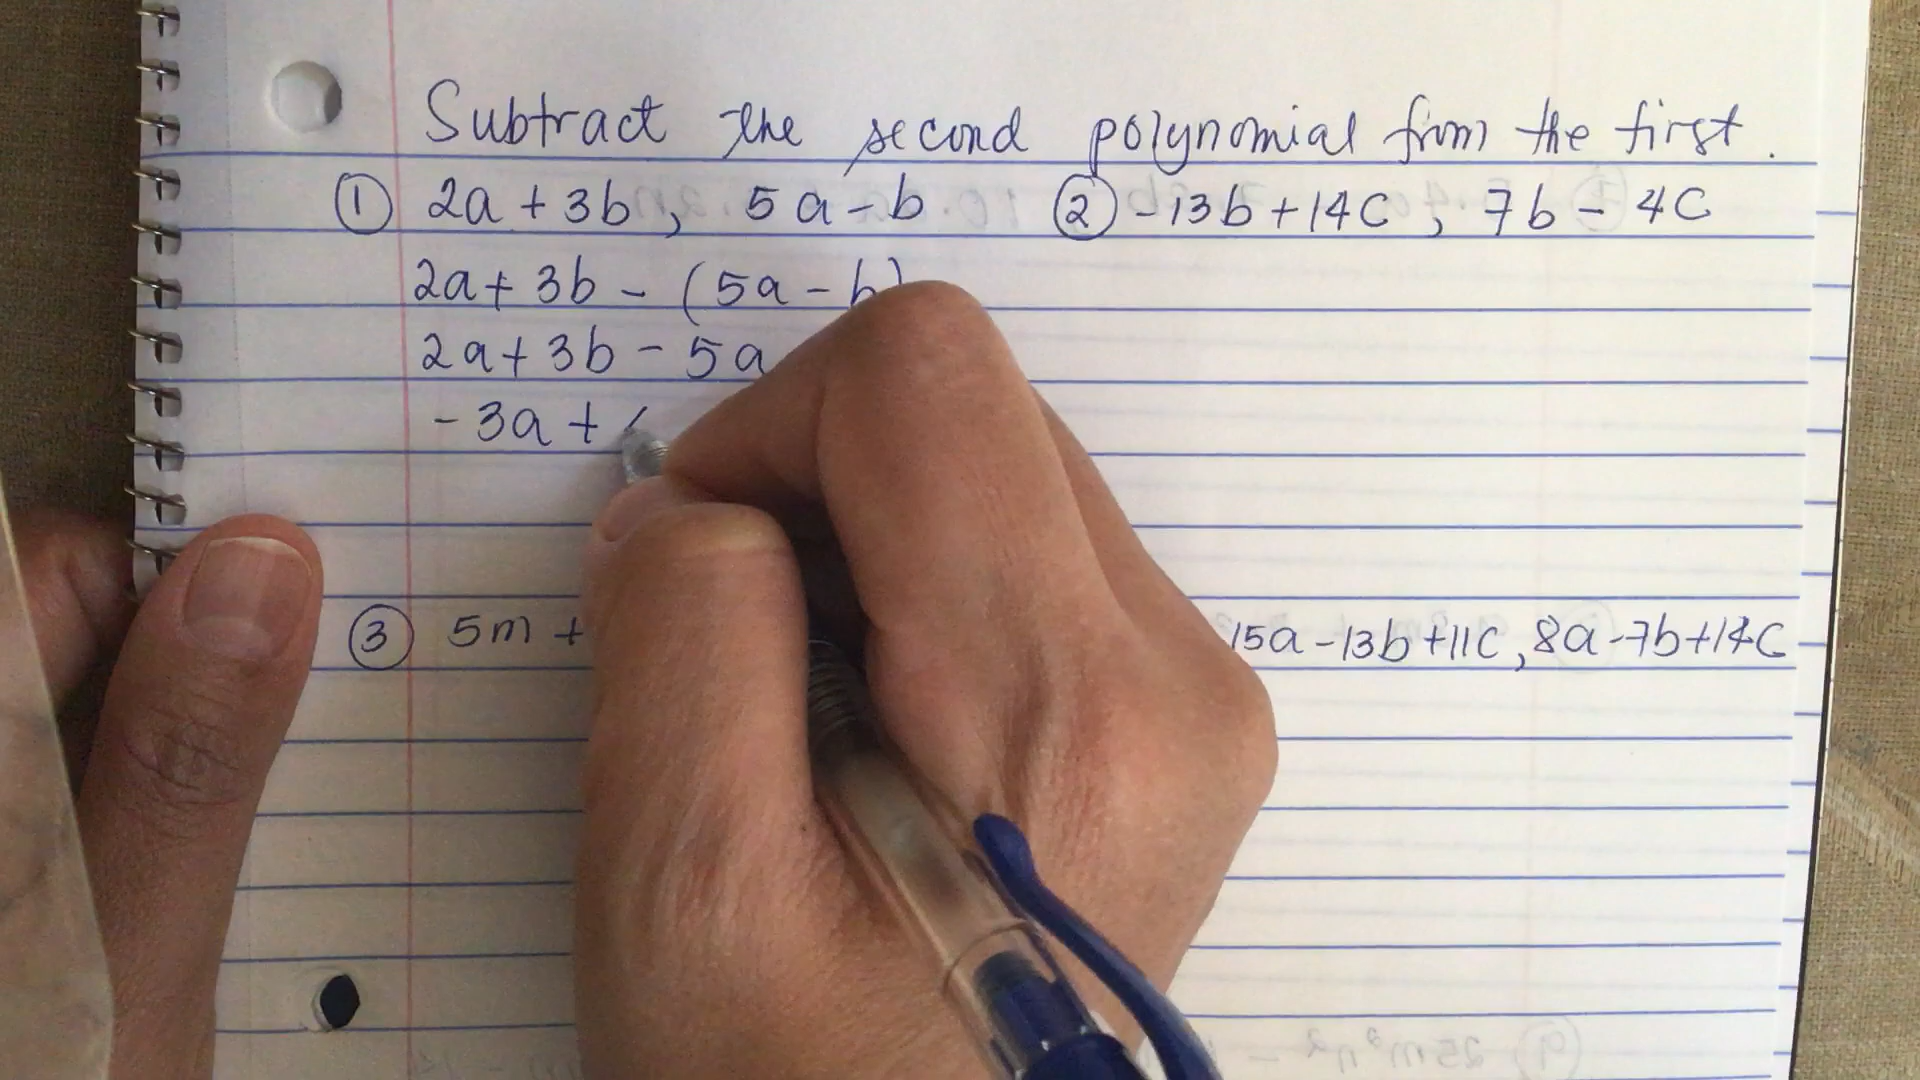 Subtract the second polynomial from the first.
① 2a + 3b, 5a - b ② -13b + 14c, 7b - 4c
2a + 3b - (5a - b)
2a + 3b - 5a
-3a +
③ 5m + 15a - 13b + 11c, 8a - 7b + 14c